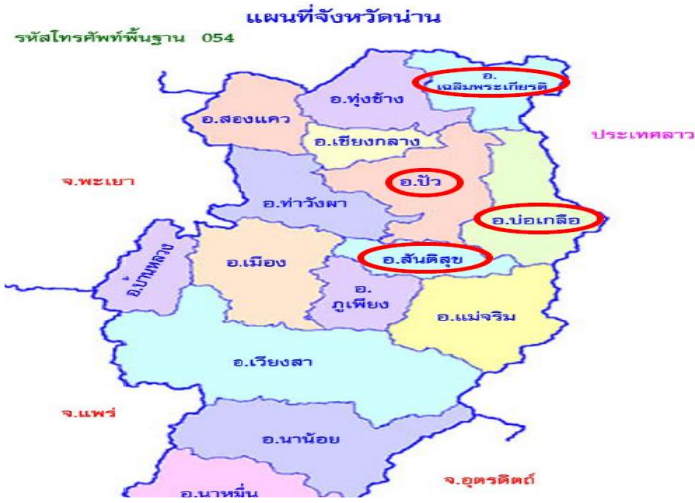 แผนที่จังหวัดน่าน
รหัสโทรศัพท์พื้นฐาน 054
อ.
เฉลิมพระเกียรติ
อ.ทุ่งช้าง
อ.สองแคว
อ.เชียงกลาง
ประเทศลาว
จ.พะเยา
อ.ปัว
อ.ท่าวังผา
อ.บ่อเกลือ
อ.บ้านหลวง
อ.เมือง
อ.สันติสุข
อ.
ภูเพียง
อ.แม่จริม
อ.เวียงสา
จ.แพร่
อ.นาน้อย
จ.อุตรดิตถ์
อ.นาหมื่น